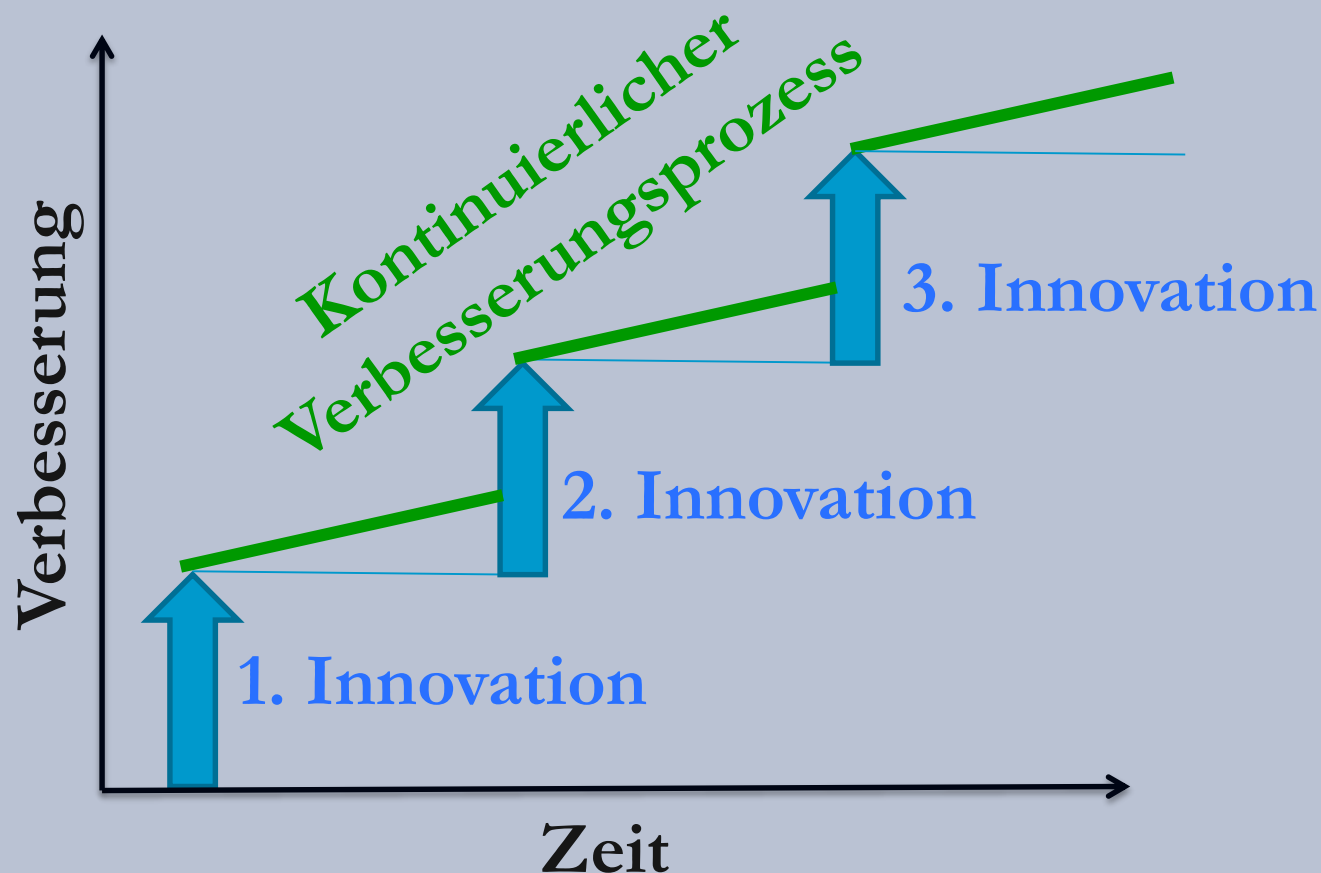 Kontinuierlicher
Verbesserungsprozess
Verbesserung
3. Innovation
2. Innovation
1. Innovation
Zeit